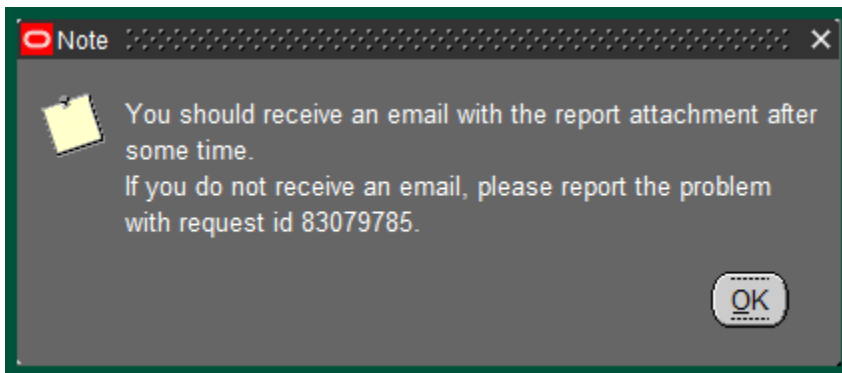 Note
You should receive an email with the report attachment after
some time.
If you do not receive an email, please report the problem
with request id 83079785.
OK